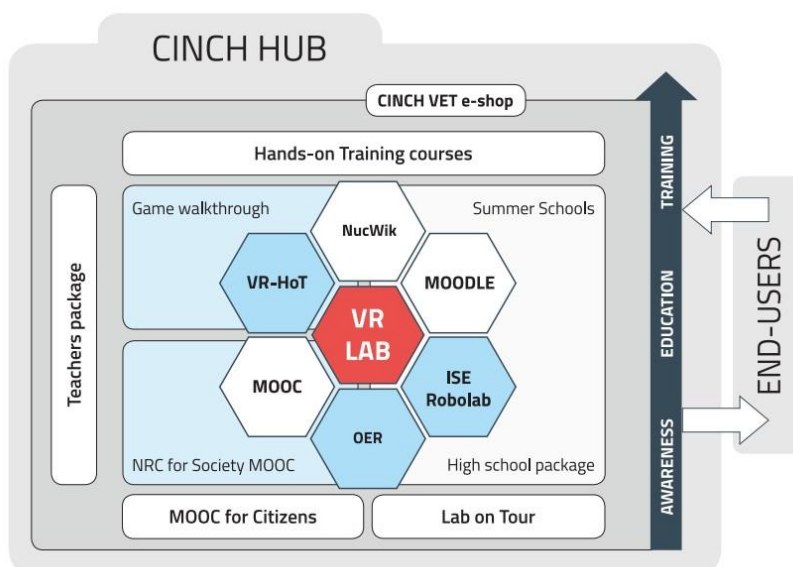 CINCH HUB
CINCH VET e-shop
Hands-on Training courses
Teachers package
Game walkthrough
Summer Schools
NucWik
VR-HoT
MOODLE
VR
LAB
MOOC
ISE
Robolab
OER
NRC for Society MOOC
High school package
MOOC for Citizens
Lab on Tour
TRAINING
EDUCATION
AWARENESS
END-USERS